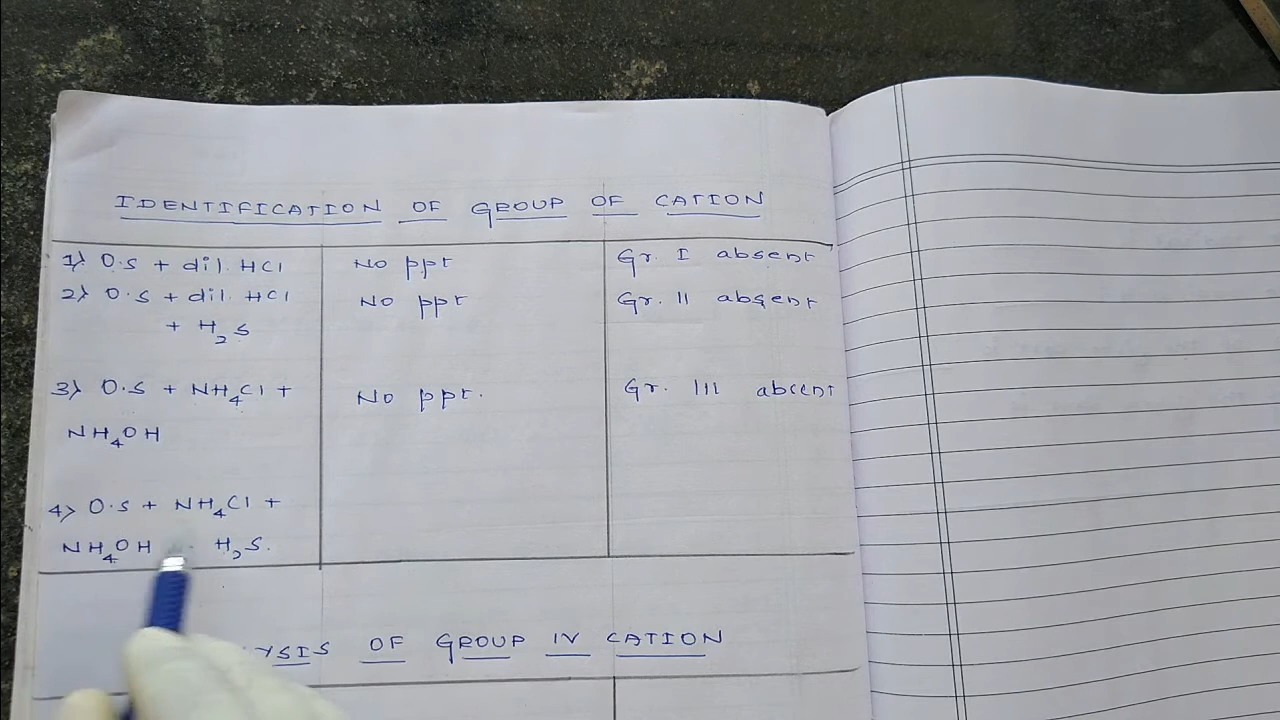 IDENTIFICATION OF GROUP OF CATION
1) O.S + dil. HCl No ppt Gr. I absent
2) O.S + dil. HCl No ppt Gr. II absent
+ H2S
3) O.S + NH4Cl + No ppt. Gr. III absent
NH4OH
4) O.S + NH4Cl +
NH4OH H2S.
OF GROUP IV CATION